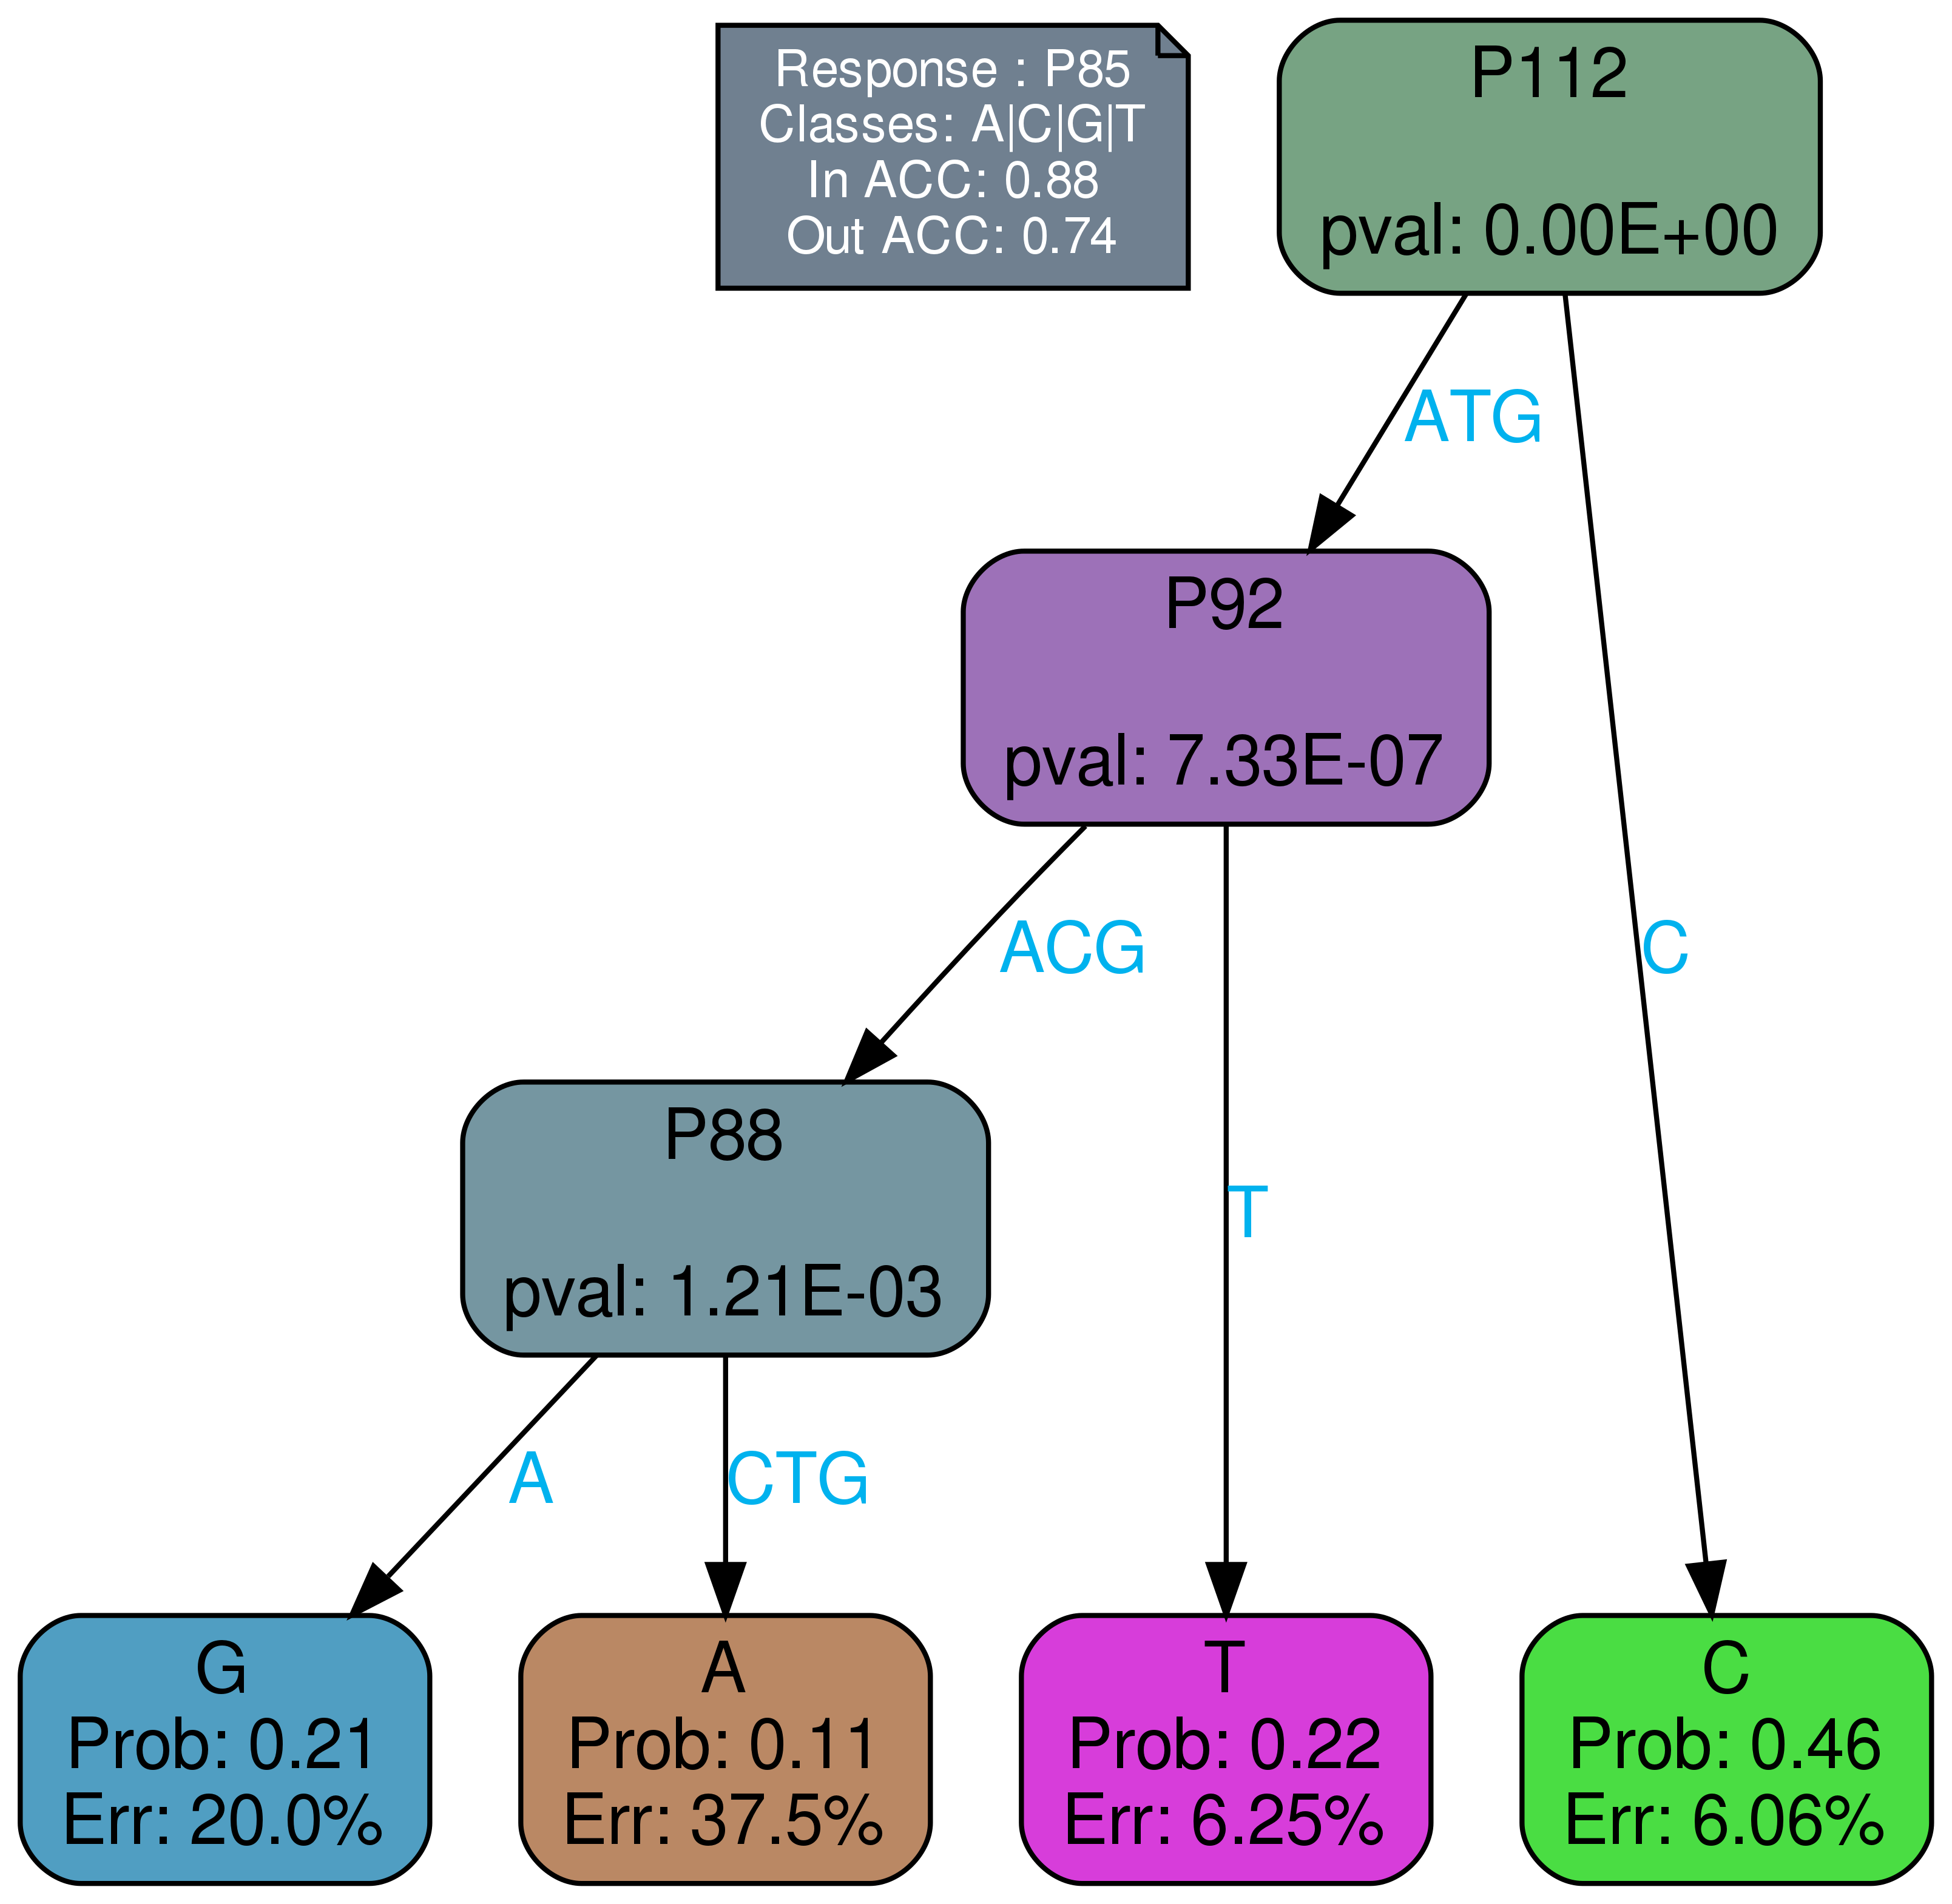 Response : P85
Classes: A|C|G|T
In ACC: 0.88
Out ACC: 0.74
P112
pval: 0.00E+00
ATG
P92
pval: 7.33E-07
ACG
C
P88
pval: 1.21E-03
T
A
CTG
G
Prob: 0.21
Err: 20.0%
A
Prob: 0.11
Err: 37.5%
T
Prob: 0.22
Err: 6.25%
C
Prob: 0.46
Err: 6.06%